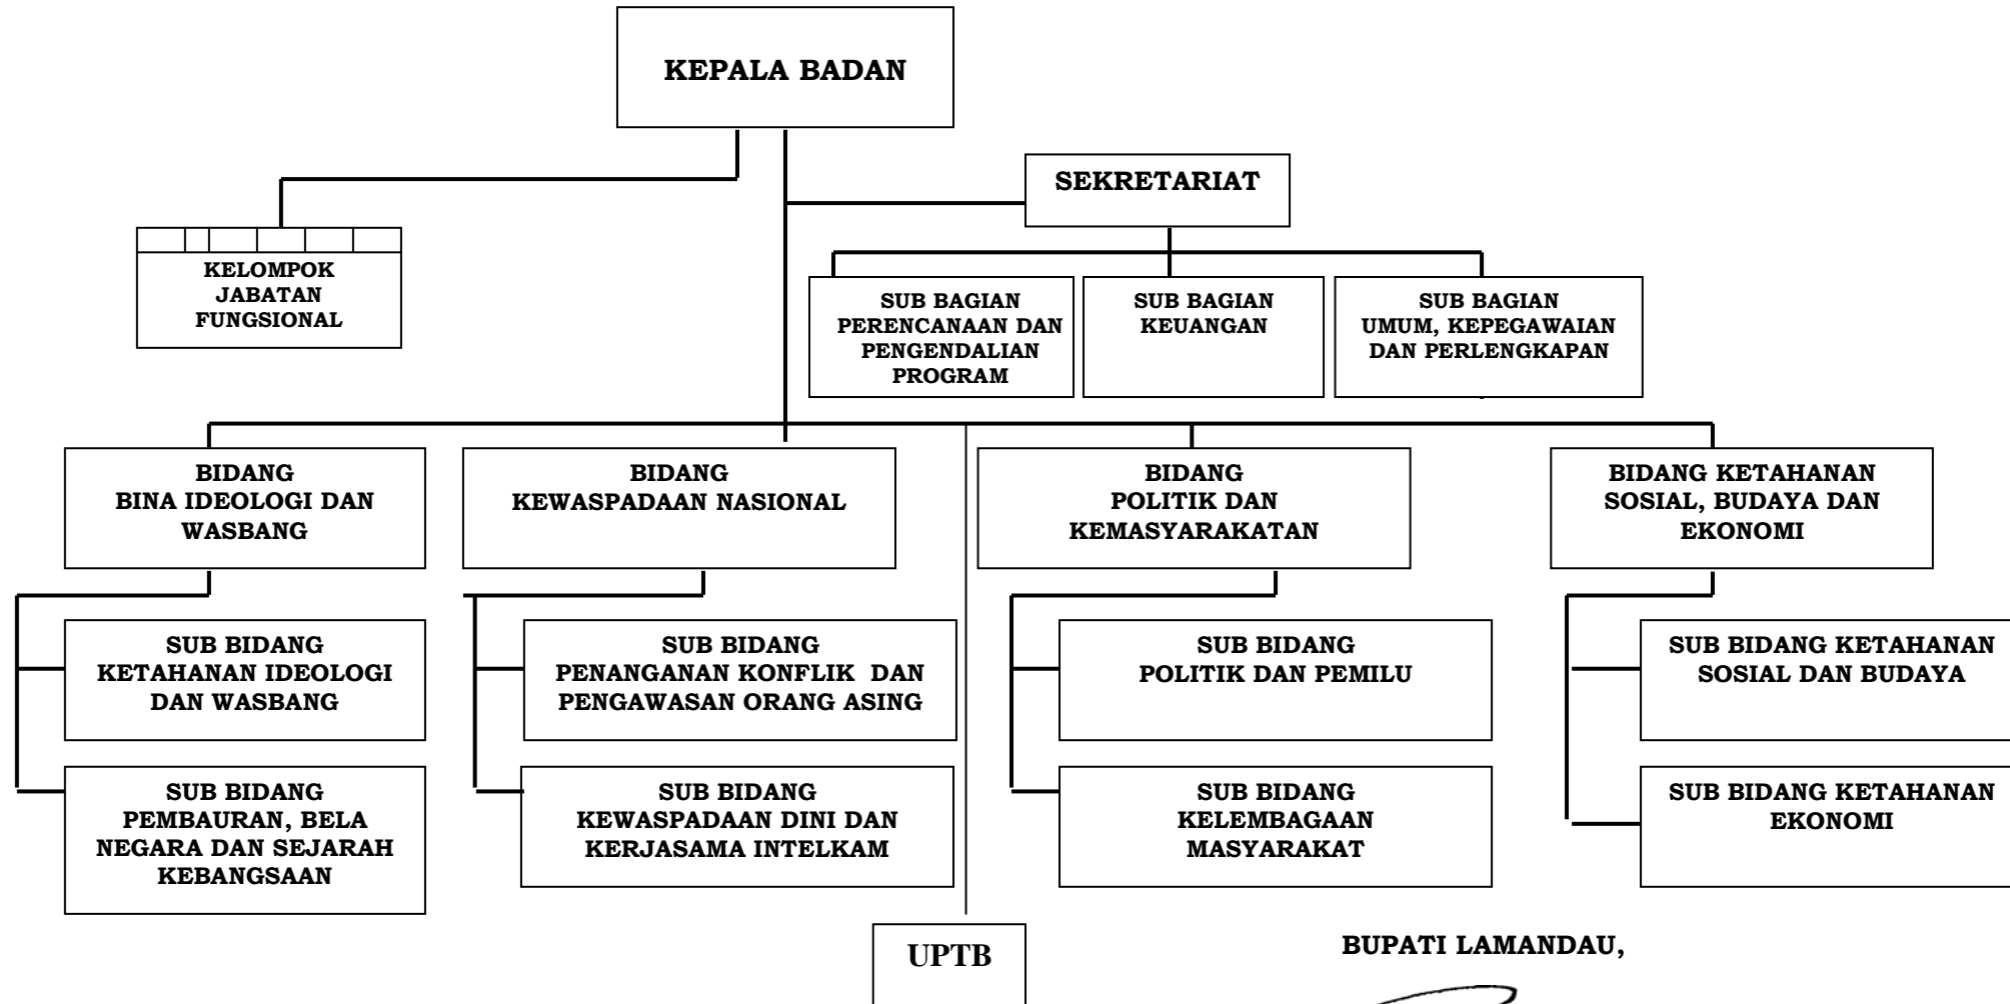 KEPALA BADAN
SEKRETARIAT
KELOMPOK
JABATAN
FUNGSIONAL
SUB BAGIAN
PERENCANAAN DAN
PENGENDALIAN
PROGRAM
SUB BAGIAN
KEUANGAN
SUB BAGIAN
UMUM, KEPEGAWAIAN
DAN PERLENGKAPAN
BIDANG
BINA IDEOLOGI DAN
WASBANG
BIDANG
KEWASPADAAN NASIONAL
BIDANG
POLITIK DAN
KEMASYARAKATAN
BIDANG KETAHANAN
SOSIAL, BUDAYA DAN
EKONOMI
SUB BIDANG
KETAHANAN IDEOLOGI
DAN WASBANG
SUB BIDANG
PENANGANAN KONFLIK  DAN
PENGAWASAN ORANG ASING
SUB BIDANG
POLITIK DAN PEMILU
SUB BIDANG KETAHANAN
SOSIAL DAN BUDAYA
SUB BIDANG
PEMBAURAN, BELA
NEGARA DAN SEJARAH
KEBANGSAAN
SUB BIDANG
KEWASPADAAN DINI DAN
KERJASAMA INTELKAM
SUB BIDANG
KELEMBAGAAN
MASYARAKAT
SUB BIDANG KETAHANAN
EKONOMI
UPTB
BUPATI LAMANDAU,